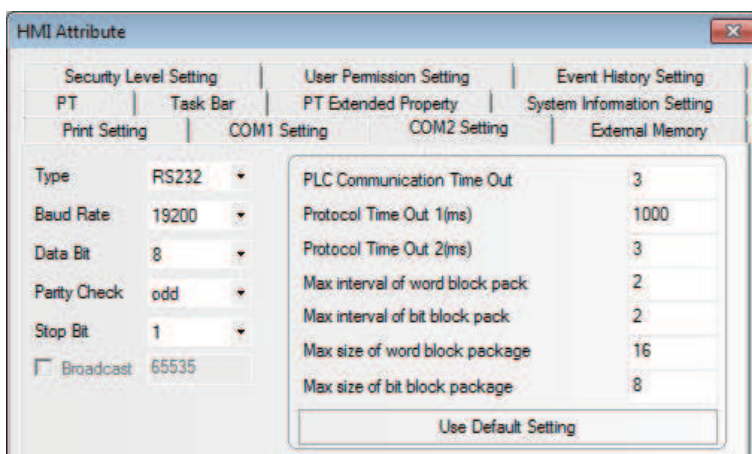 HMI Attribute
Security Level Setting User Permission Setting Event History Setting
PT Task Bar PT Extended Property System Information Setting
Print Setting COM1 Setting COM2 Setting External Memory
Type RS232
Baud Rate 19200
Data Bit 8
Parity Check odd
Stop Bit 1
Broadcast 65535
PLC Communication Time Out 3
Protocol Time Out 1(ms) 1000
Protocol Time Out 2(ms) 3
Max interval of word block pack 2
Max interval of bit block pack 2
Max size of word block package 16
Max size of bit block package 8
Use Default Setting